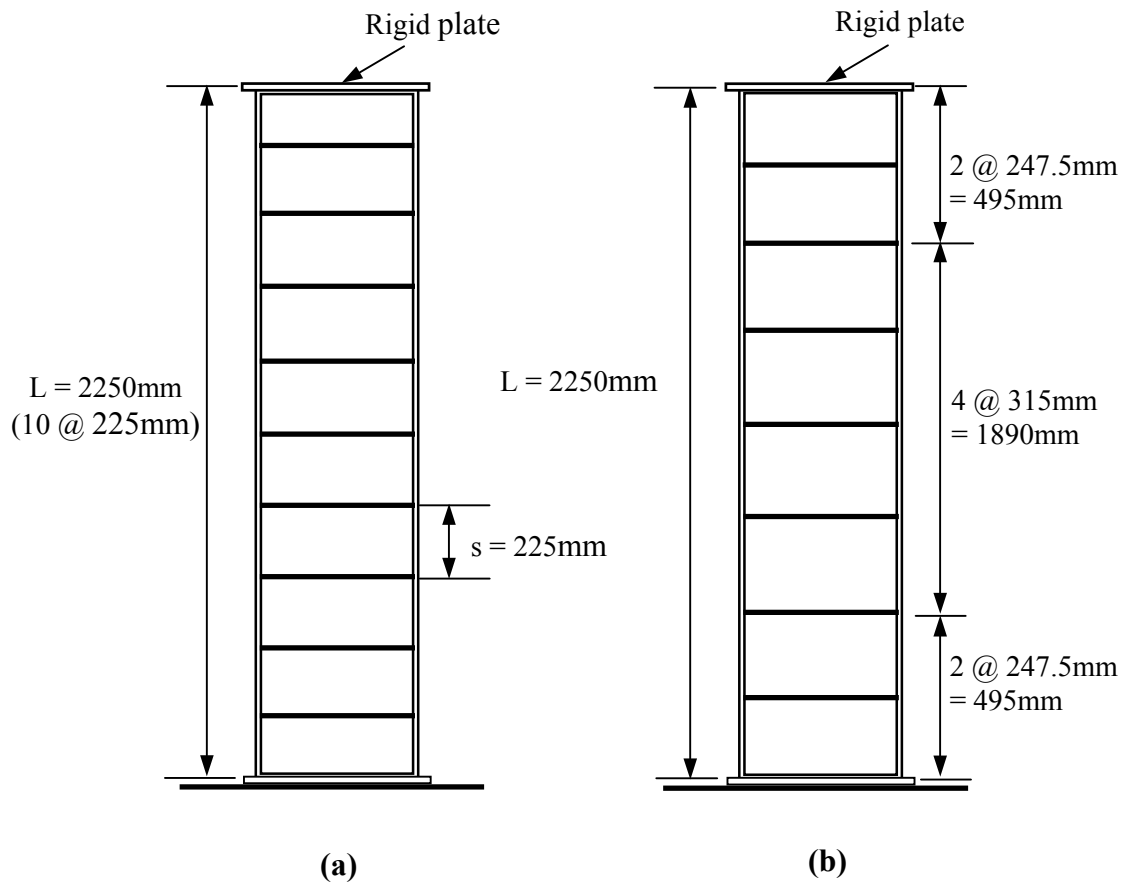 Rigid plate
L = 2250mm
(10 @ 225mm)
s = 225mm
(a)
Rigid plate
L = 2250mm
2 @ 247.5mm
= 495mm
4 @ 315mm
= 1890mm
2 @ 247.5mm
= 495mm
(b)